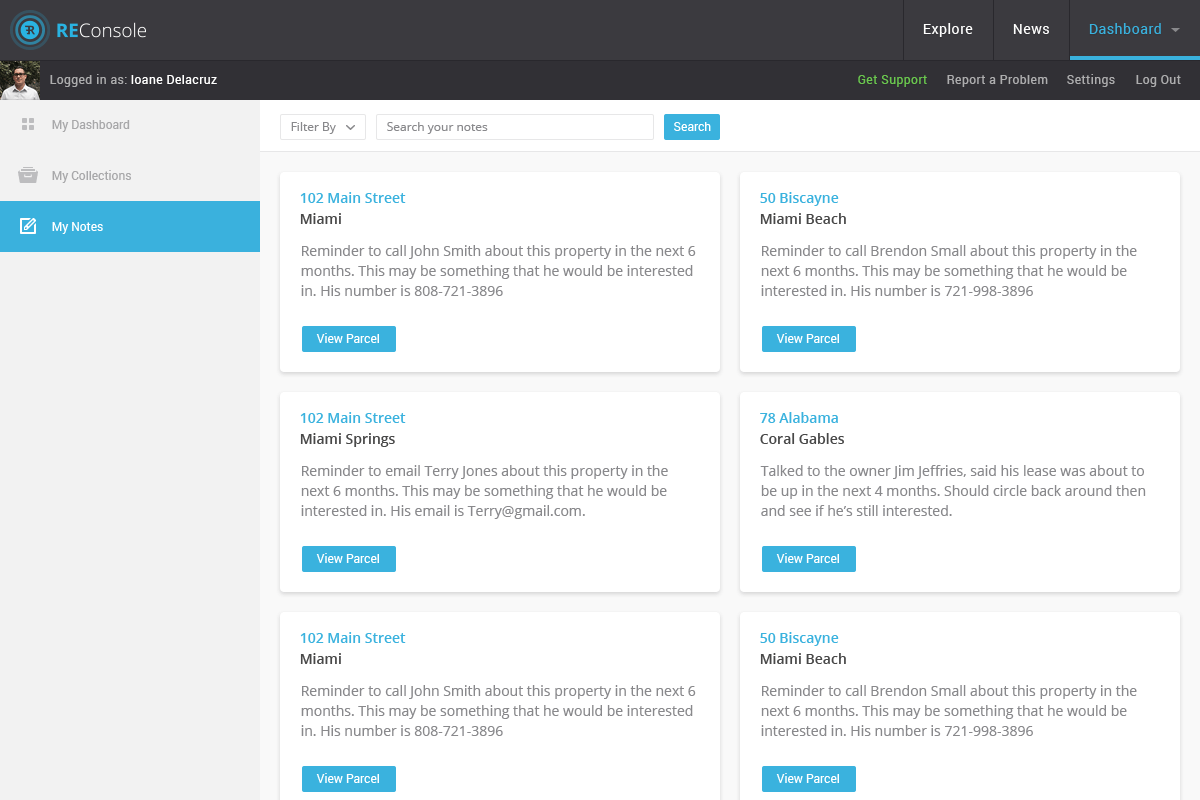 REConsole
Explore
News
Dashboard
Logged in as: Ioane Delacruz
Get Support
Report a Problem
Settings
Log Out
My Dashboard
My Collections
My Notes
Filter By
Search your notes
Search
102 Main Street
Miami
Reminder to call John Smith about this property in the next 6
months. This may be something that he would be interested
in. His number is 808-721-3896
View Parcel
50 Biscayne
Miami Beach
Reminder to call Brendon Small about this property in the
next 6 months. This may be something that he would be
interested in. His number is 721-998-3896
View Parcel
102 Main Street
Miami Springs
Reminder to email Terry Jones about this property in the
next 6 months. This may be something that he would be
interested in. His email is Terry@gmail.com.
View Parcel
78 Alabama
Coral Gables
Talked to the owner Jim Jeffries, said his lease was about to
be up in the next 4 months. Should circle back around then
and see if he’s still interested.
View Parcel
102 Main Street
Miami
Reminder to call John Smith about this property in the next 6
months. This may be something that he would be interested
in. His number is 808-721-3896
View Parcel
50 Biscayne
Miami Beach
Reminder to call Brendon Small about this property in the
next 6 months. This may be something that he would be
interested in. His number is 721-998-3896
View Parcel